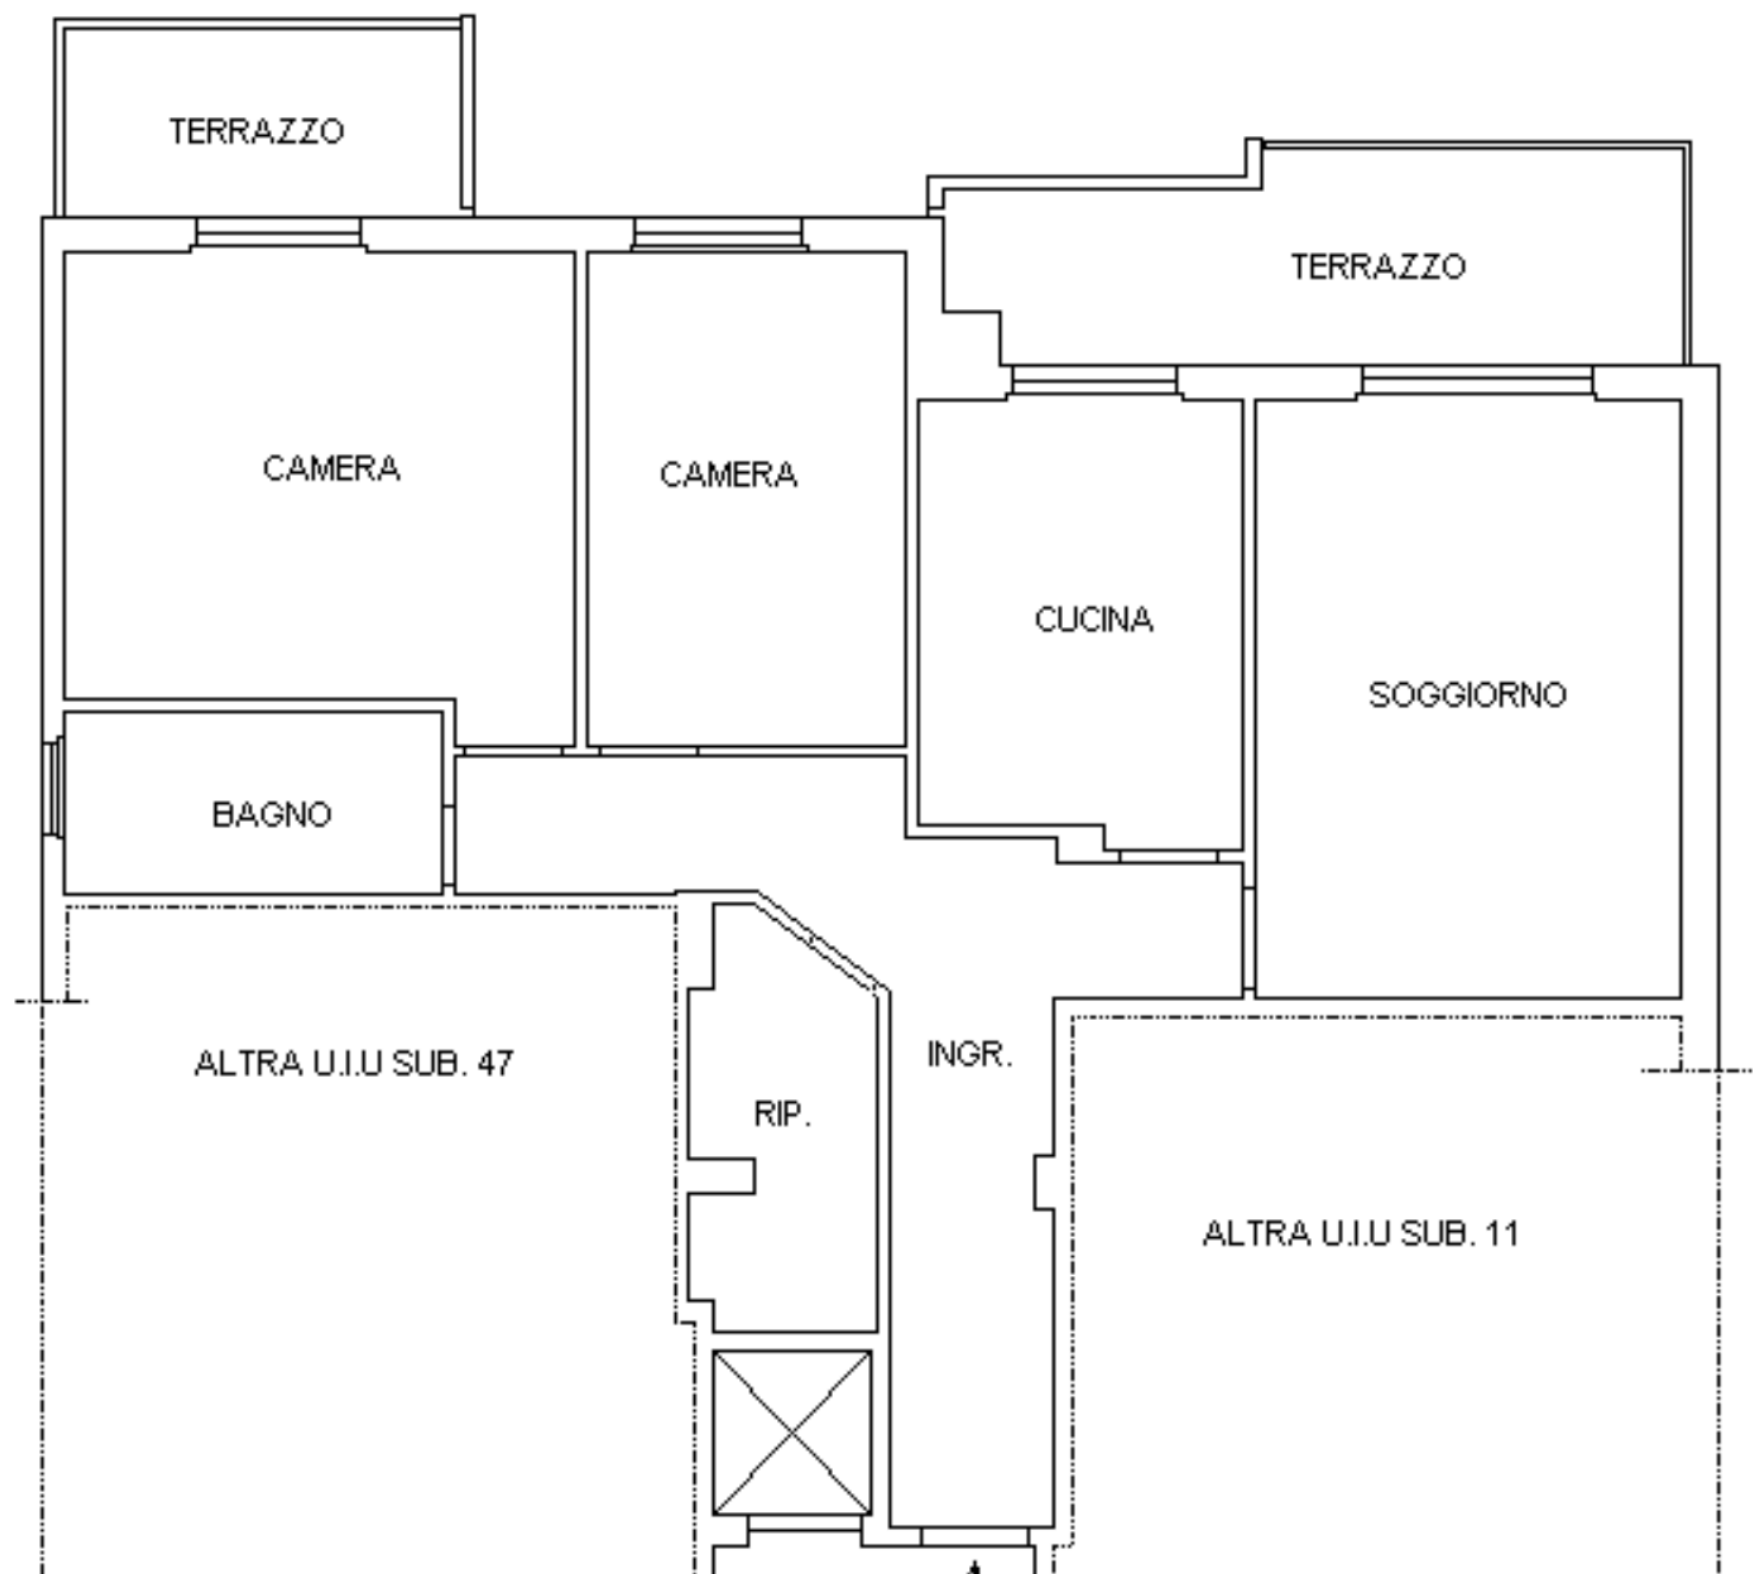 TERRAZZO
TERRAZZO
CAMERA
CAMERA
CUCINA
SOGGIORNO
BAGNO
INGR.
ALTRA U.I.U SUB. 47
RIP.
ALTRA U.I.U SUB. 11